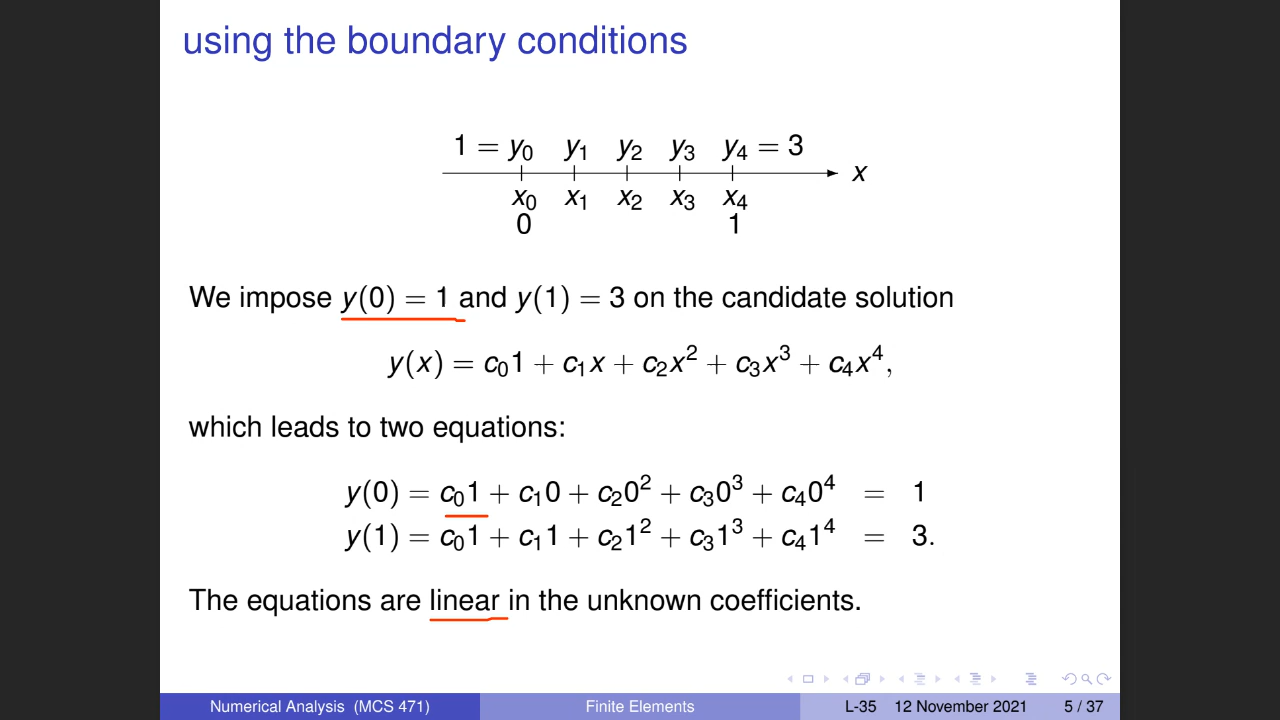 using the boundary conditions
1 = y₀ y₁ y₂ y₃ y₄ = 3
x
x₀ x₁ x₂ x₃ x₄
0 1
We impose y(0) = 1 and y(1) = 3 on the candidate solution
y(x) = c₀1 + c₁x + c₂x² + c₃x³ + c₄x⁴,
which leads to two equations:
y(0) = c₀1 + c₁0 + c₂0² + c₃0³ + c₄0⁴ = 1
y(1) = c₀1 + c₁1 + c₂1² + c₃1³ + c₄1⁴ = 3.
The equations are linear in the unknown coefficients.
Numerical Analysis (MCS 471) Finite Elements L-35 12 November 2021 5 / 37